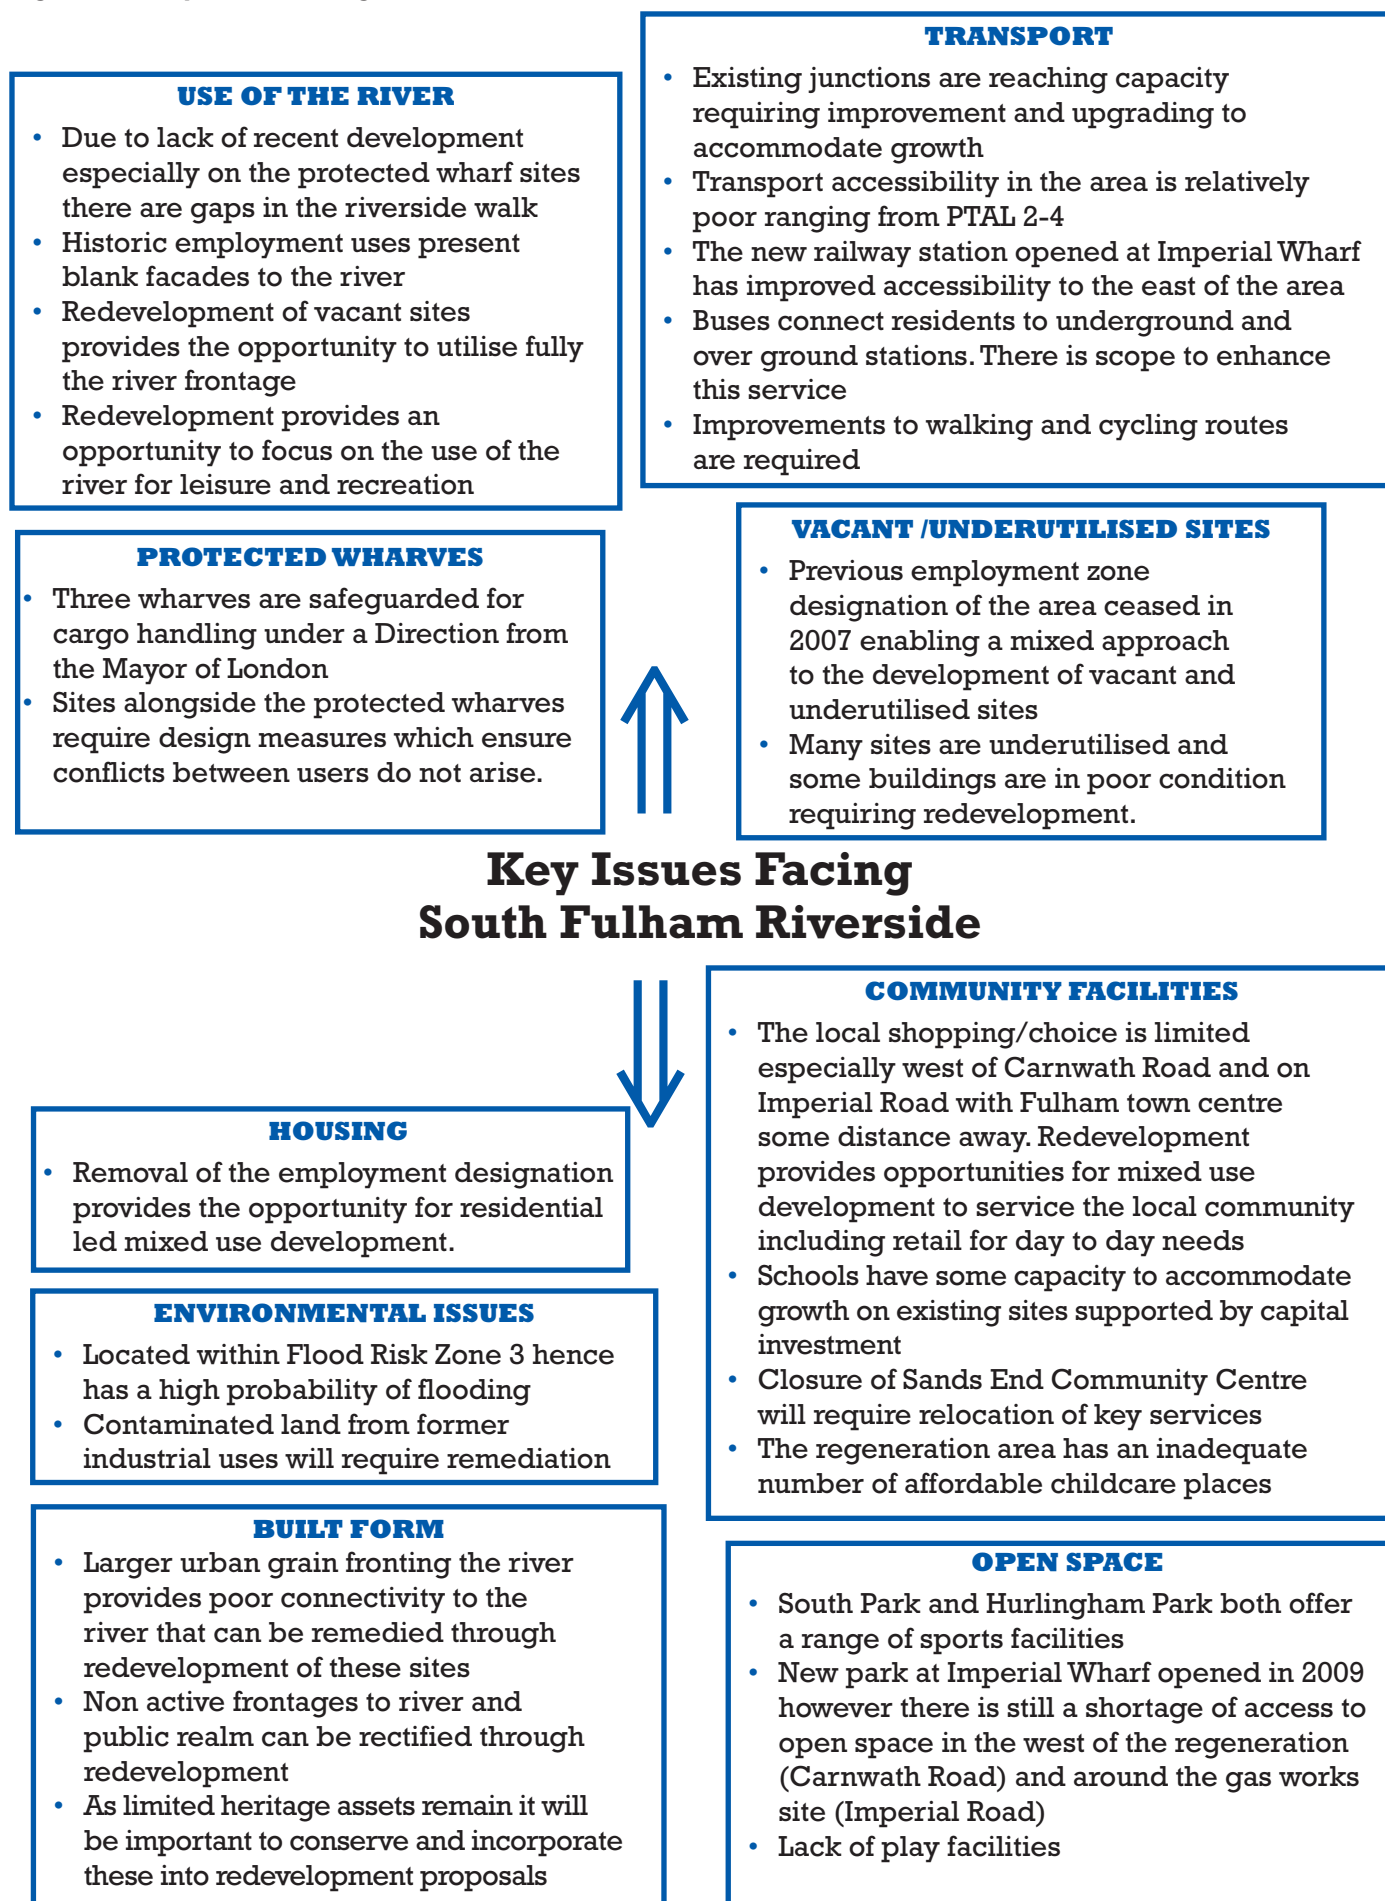 USE OF THE RIVER
• Due to lack of recent development
especially on the protected wharf sites
there are gaps in the riverside walk
• Historic employment uses present
blank facades to the river
• Redevelopment of vacant sites
provides the opportunity to utilise fully
the river frontage
• Redevelopment provides an
opportunity to focus on the use of the
river for leisure and recreation
TRANSPORT
• Existing junctions are reaching capacity
requiring improvement and upgrading to
accommodate growth
• Transport accessibility in the area is relatively
poor ranging from PTAL 2-4
• The new railway station opened at Imperial Wharf
has improved accessibility to the east of the area
• Buses connect residents to underground and
over ground stations. There is scope to enhance
this service
• Improvements to walking and cycling routes
are required
PROTECTED WHARVES
• Three wharves are safeguarded for
cargo handling under a Direction from
the Mayor of London
• Sites alongside the protected wharves
require design measures which ensure
conflicts between users do not arise.
VACANT /UNDERUTILISED SITES
• Previous employment zone
designation of the area ceased in
2007 enabling a mixed approach
to the development of vacant and
underutilised sites
• Many sites are underutilised and
some buildings are in poor condition
requiring redevelopment.
Key Issues Facing
South Fulham Riverside
HOUSING
• Removal of the employment designation
provides the opportunity for residential
led mixed use development.
ENVIRONMENTAL ISSUES
• Located within Flood Risk Zone 3 hence
has a high probability of flooding
• Contaminated land from former
industrial uses will require remediation
BUILT FORM
• Larger urban grain fronting the river
provides poor connectivity to the
river that can be remedied through
redevelopment of these sites
• Non active frontages to river and
public realm can be rectified through
redevelopment
• As limited heritage assets remain it will
be important to conserve and incorporate
these into redevelopment proposals
COMMUNITY FACILITIES
• The local shopping/choice is limited
especially west of Carnwath Road and on
Imperial Road with Fulham town centre
some distance away. Redevelopment
provides opportunities for mixed use
development to service the local community
including retail for day to day needs
• Schools have some capacity to accommodate
growth on existing sites supported by capital
investment
• Closure of Sands End Community Centre
will require relocation of key services
• The regeneration area has an inadequate
number of affordable childcare places
OPEN SPACE
• South Park and Hurlingham Park both offer
a range of sports facilities
• New park at Imperial Wharf opened in 2009
however there is still a shortage of access to
open space in the west of the regeneration
(Carnwath Road) and around the gas works
site (Imperial Road)
• Lack of play facilities